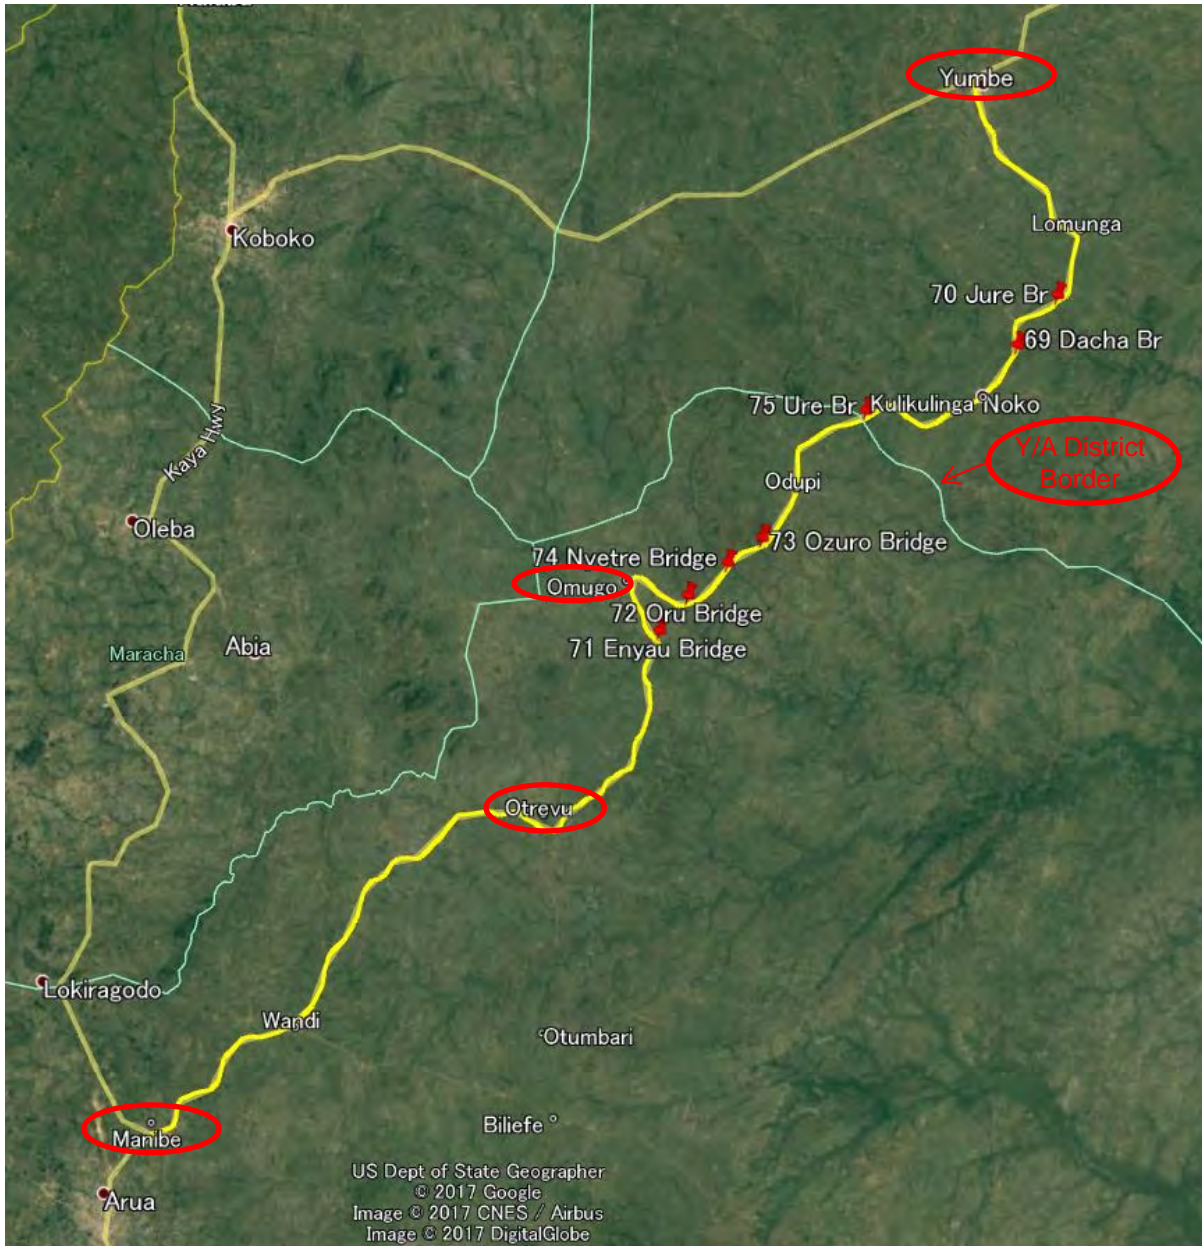 Yumbe
Koboko
Lomunga
70 Jure Br
69 Dacha Br
75 Ure Br
Kulikulinga
Noko
Kaya Hwy
Y/A District
Border
Odupi
Oleba
73 Ozuro Bridge
74 Nyetre Bridge
Omugo
72 Oru Bridge
71 Enyau Bridge
Abia
Maracha
Otrevu
Lokiragodo
Wandi
Otumbari
Biliefe
Manibe
Arua
US Dept of State Geographer
© 2017 Google
Image © 2017 CNES / Airbus
Image © 2017 DigitalGlobe